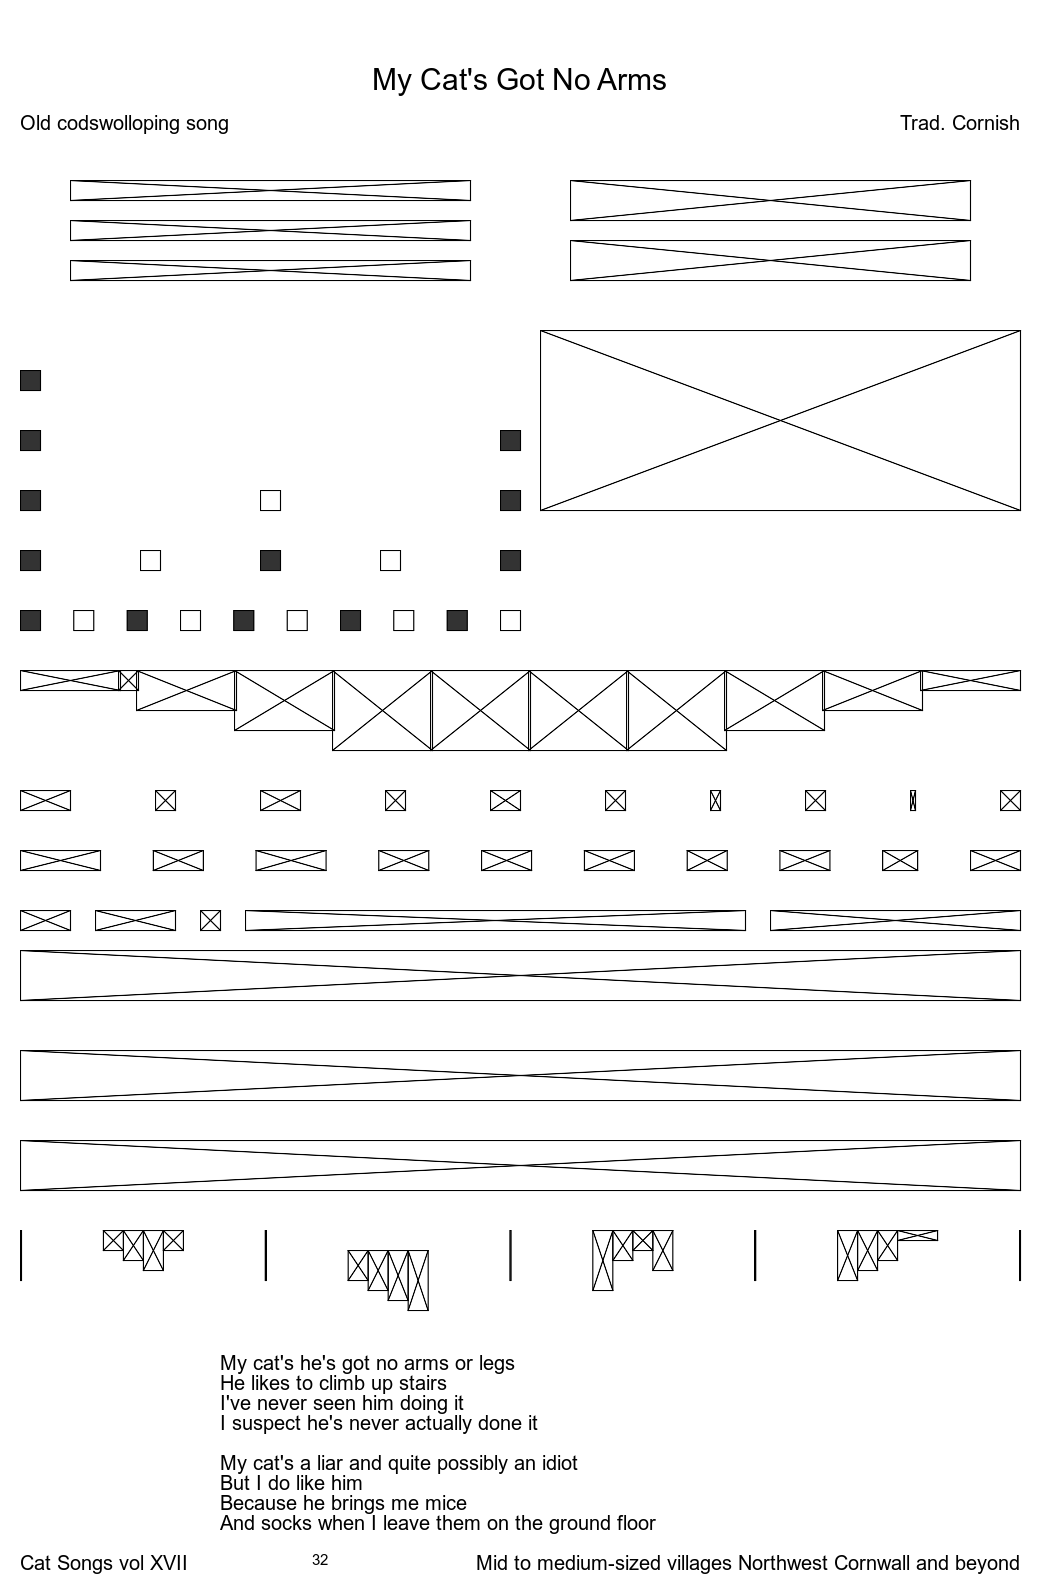 My Cat's Got No Arms
Old codswolloping song
Trad. Cornish
My cat's he's got no arms or legs
He likes to climb up stairs
I've never seen him doing it
I suspect he's never actually done it
My cat's a liar and quite possibly an idiot
But I do like him
Because he brings me mice
And socks when I leave them on the ground floor
Cat Songs vol XVII
32
Mid to medium-sized villages Northwest Cornwall and beyond